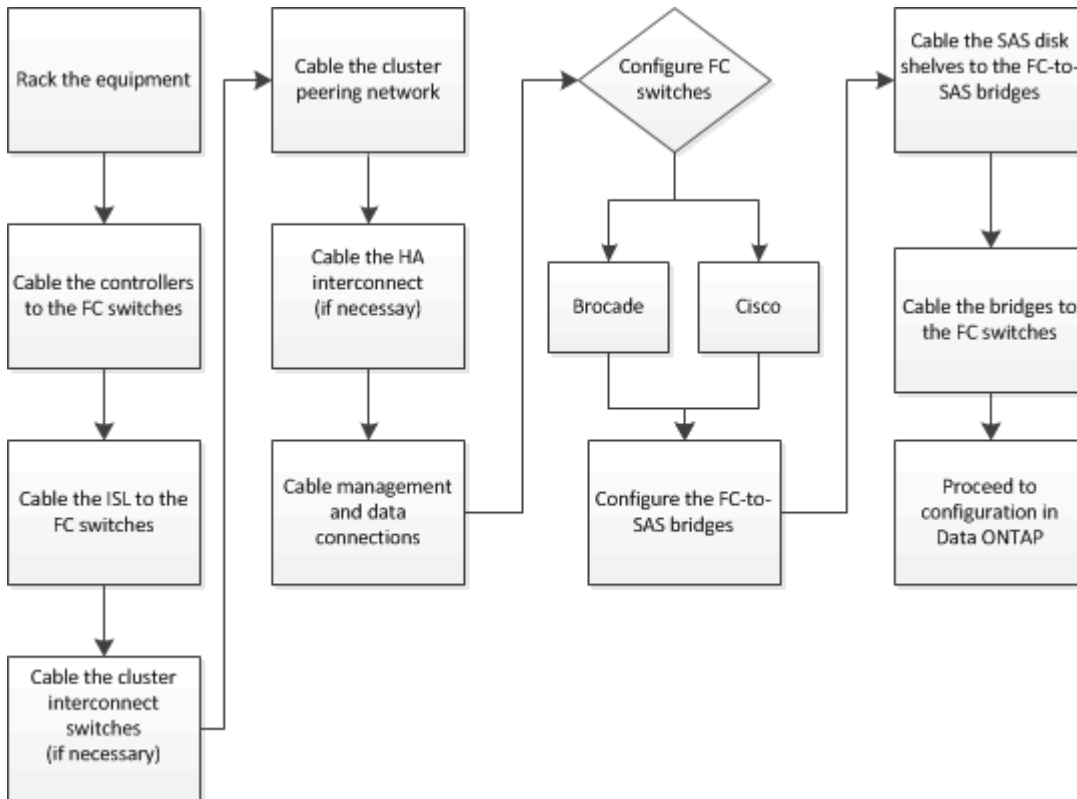 Rack the equipment
Cable the controllers
to the FC switches
Cable the ISL to the
FC switches
Cable the cluster
interconnect
switches
(if necessary)
Cable the cluster
peering network
Cable the HA
interconnect
(if necessay)
Cable management
and data
connections
Configure FC
switches
Brocade
Cisco
Configure the FC-to-
SAS bridges
Cable the SAS disk
shelves to the FC-to-
SAS bridges
Cable the bridges to
the FC switches
Proceed to
configuration in
Data ONTAP